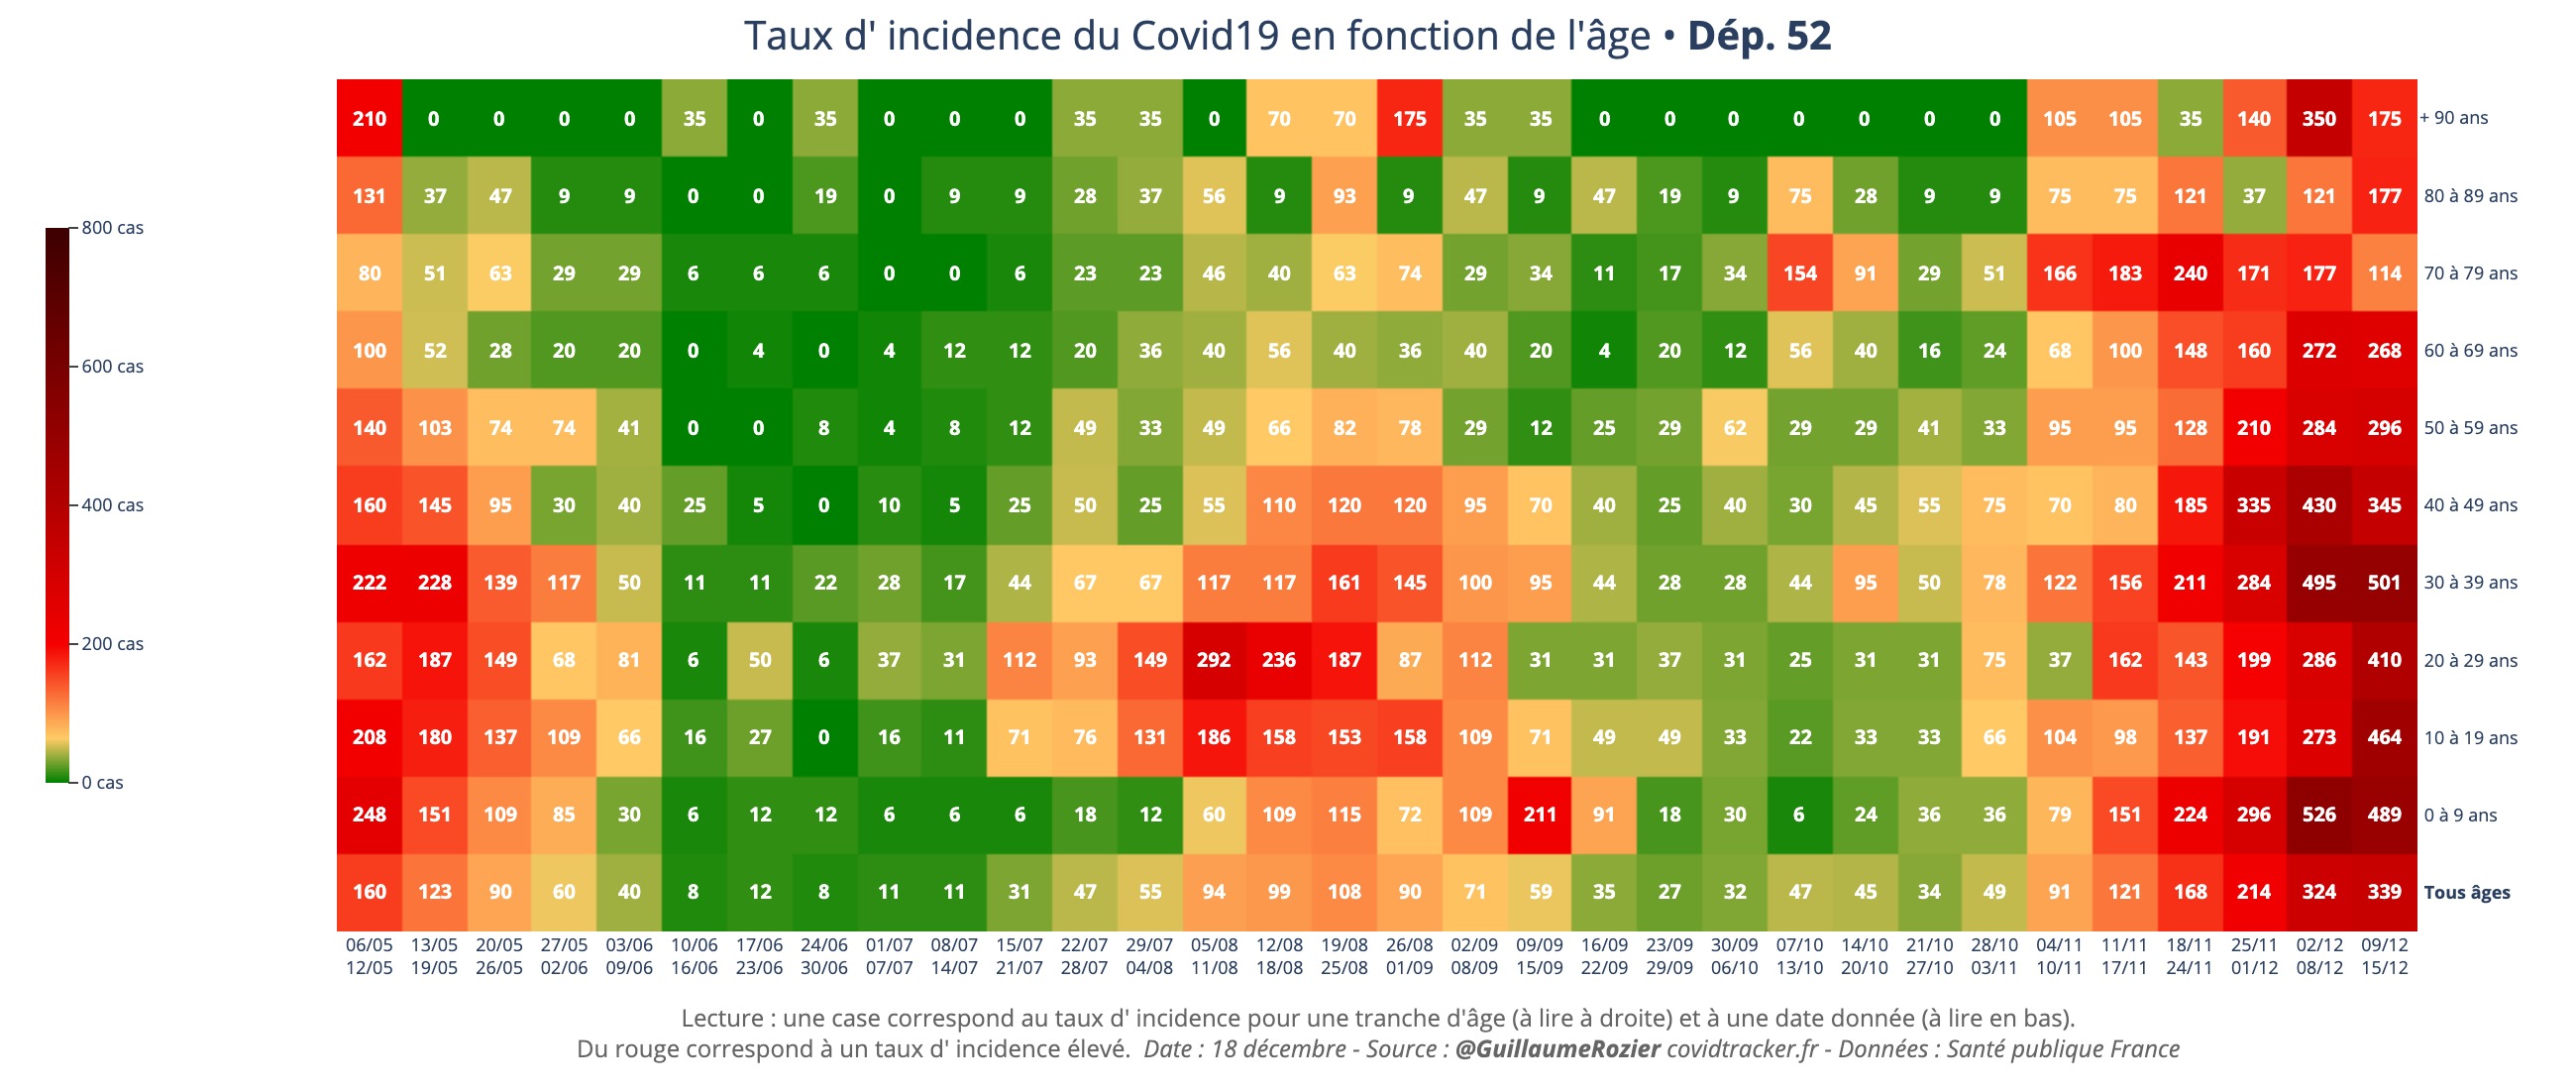 Taux d' incidence du Covid19 en fonction de l'âge • Dép. 52
800 cas
600 cas
400 cas
200 cas
0 cas
210 0 0 0 0 35 0 35 0 0 0 35 35 0 70 70 175 35 35 0 0 0 0 0 0 0 105 105 35 140 350 175 + 90 ans
131 37 47 9 9 0 0 19 0 9 9 28 37 56 9 93 9 47 9 47 19 9 75 28 9 9 75 75 121 37 121 177 80 à 89 ans
80 51 63 29 29 6 6 6 0 0 6 23 23 46 40 63 74 29 34 11 17 34 154 91 29 51 166 183 240 171 177 114 70 à 79 ans
100 52 28 20 20 0 4 0 4 12 12 20 36 40 56 40 36 40 20 4 20 12 56 40 16 24 68 100 148 160 272 268 60 à 69 ans
140 103 74 74 41 0 0 8 4 8 12 49 33 49 66 82 78 29 12 25 29 62 29 29 41 33 95 95 128 210 284 296 50 à 59 ans
160 145 95 30 40 25 5 0 10 5 25 50 25 55 110 120 120 95 70 40 25 40 30 45 55 75 70 80 185 335 430 345 40 à 49 ans
222 228 139 117 50 11 11 22 28 17 44 67 67 117 117 161 145 100 95 44 28 28 44 95 50 78 122 156 211 284 495 501 30 à 39 ans
162 187 149 68 81 6 50 6 37 31 112 93 149 292 236 187 87 112 31 31 37 31 25 31 31 75 37 162 143 199 286 410 20 à 29 ans
208 180 137 109 66 16 27 0 16 11 71 76 131 186 158 153 158 109 71 49 49 33 22 33 33 66 104 98 137 191 273 464 10 à 19 ans
248 151 109 85 30 6 12 12 6 6 6 18 12 60 109 115 72 109 211 91 18 30 6 24 36 36 79 151 224 296 526 489 0 à 9 ans
160 123 90 60 40 8 12 8 11 11 31 47 55 94 99 108 90 71 59 35 27 32 47 45 34 49 91 121 168 214 324 339 Tous âges
06/05 13/05 20/05 27/05 03/06 10/06 17/06 24/06 01/07 08/07 15/07 22/07 29/07 05/08 12/08 19/08 26/08 02/09 09/09 16/09 23/09 30/09 07/10 14/10 21/10 28/10 04/11 11/11 18/11 25/11 02/12 09/12
12/05 19/05 26/05 02/06 09/06 16/06 23/06 30/06 07/07 14/07 21/07 28/07 04/08 11/08 18/08 25/08 01/09 08/09 15/09 22/09 29/09 06/10 13/10 20/10 27/10 03/11 10/11 17/11 24/11 01/12 08/12 15/12
Lecture : une case correspond au taux d' incidence pour une tranche d'âge (à lire à droite) et à une date donnée (à lire en bas).
Du rouge correspond à un taux d' incidence élevé. Date : 18 décembre - Source : @GuillaumeRozier covidtracker.fr - Données : Santé publique France